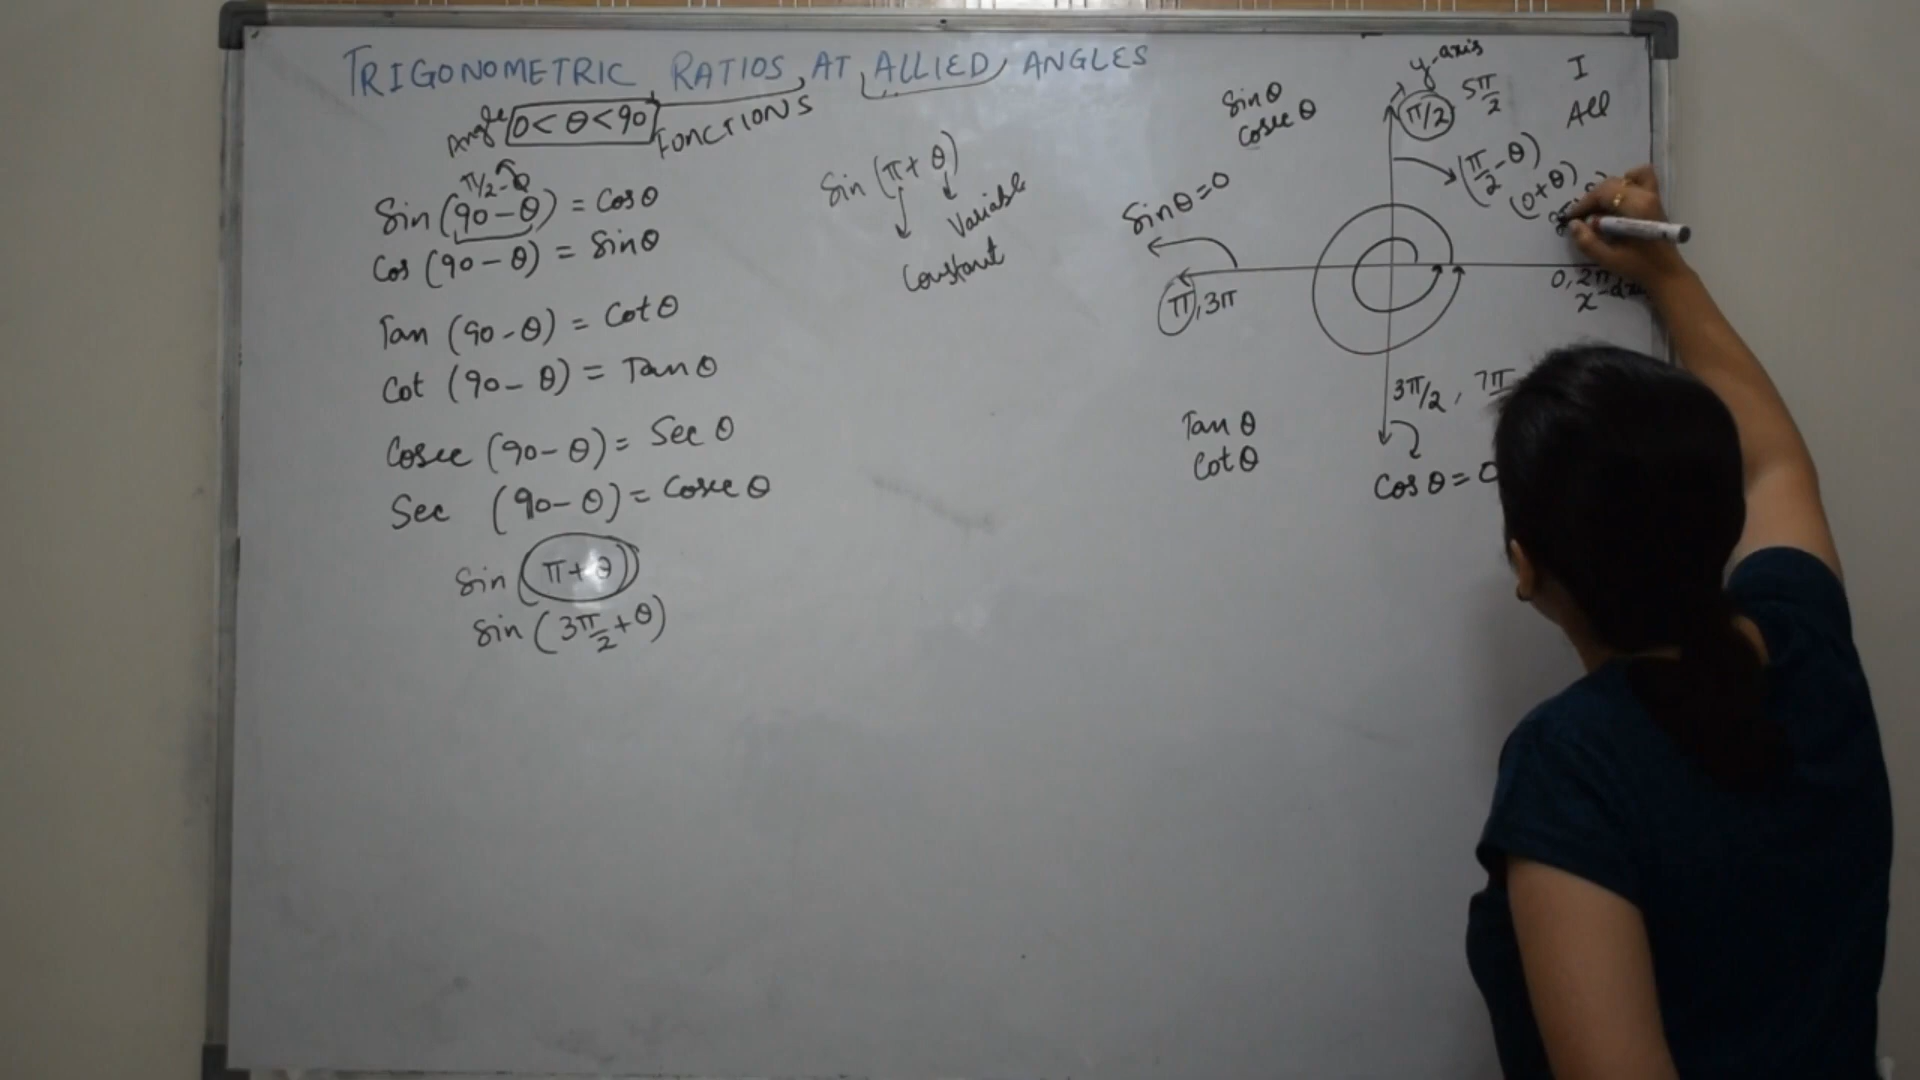 TRIGONOMETRIC RATIOS, AT ALLIED ANGLES
Angle 0<θ<90 FUNCTIONS
π/2-θ
Sin (90-θ) = Cosθ
Cos (90-θ) = Sinθ
Tan (90-θ) = Cotθ
Cot (90-θ) = Tanθ
Cosec (90-θ) = Sec θ
Sec (90-θ) = Cosec θ
Sin (π+θ)
Sin (3π/2+θ)
Sin (π+θ)
Variable
Constant
Sinθ
Cosec θ
Sinθ=0
π, 3π
Tan θ
Cot θ
y-axis
π/2 5π/2
I
All
(π/2-θ)
(0+θ)
0, 2π
x
3π/2, 7π
Cos θ=0